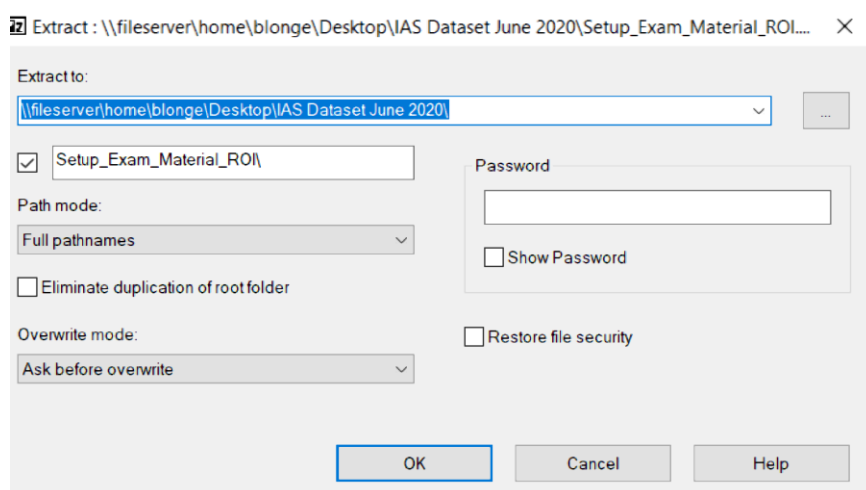 7z Extract : \\fileserver\home\blonge\Desktop\IAS Dataset June 2020\Setup_Exam_Material_ROI....
Extract to:
\\fileserver\home\blonge\Desktop\IAS Dataset June 2020\
...
Setup_Exam_Material_ROI\
Password
Path mode:
Full pathnames
Show Password
Eliminate duplication of root folder
Overwrite mode:
Restore file security
Ask before overwrite
OK
Cancel
Help